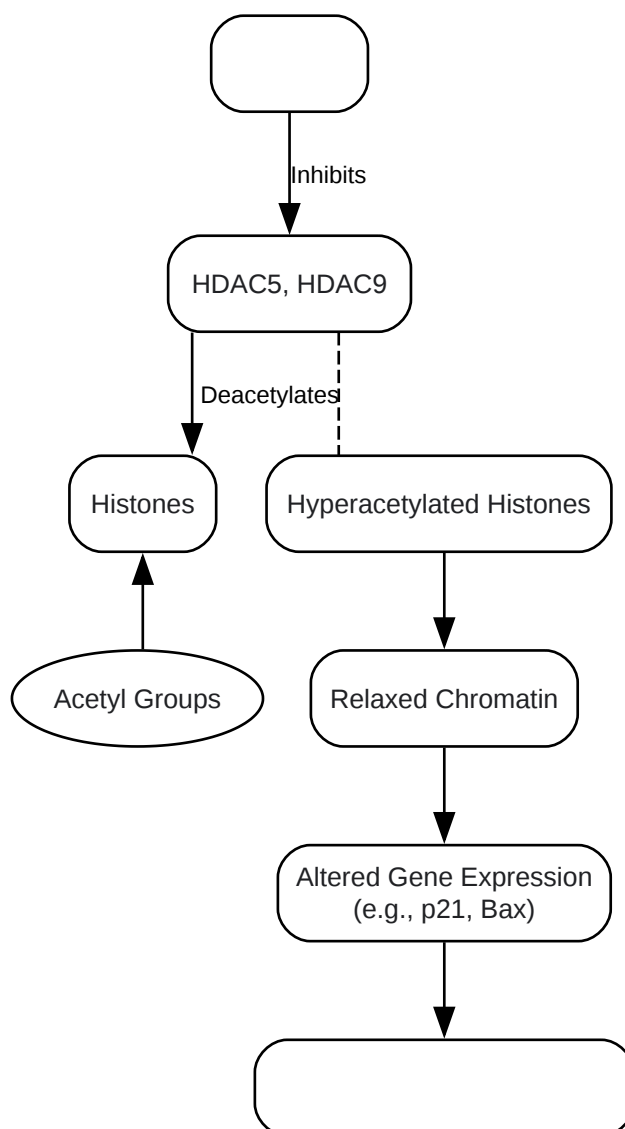 Inhibits
HDAC5, HDAC9
Deacetylates
Histones
Hyperacetylated Histones
Acetyl Groups
Relaxed Chromatin
Altered Gene Expression
(e.g., p21, Bax)